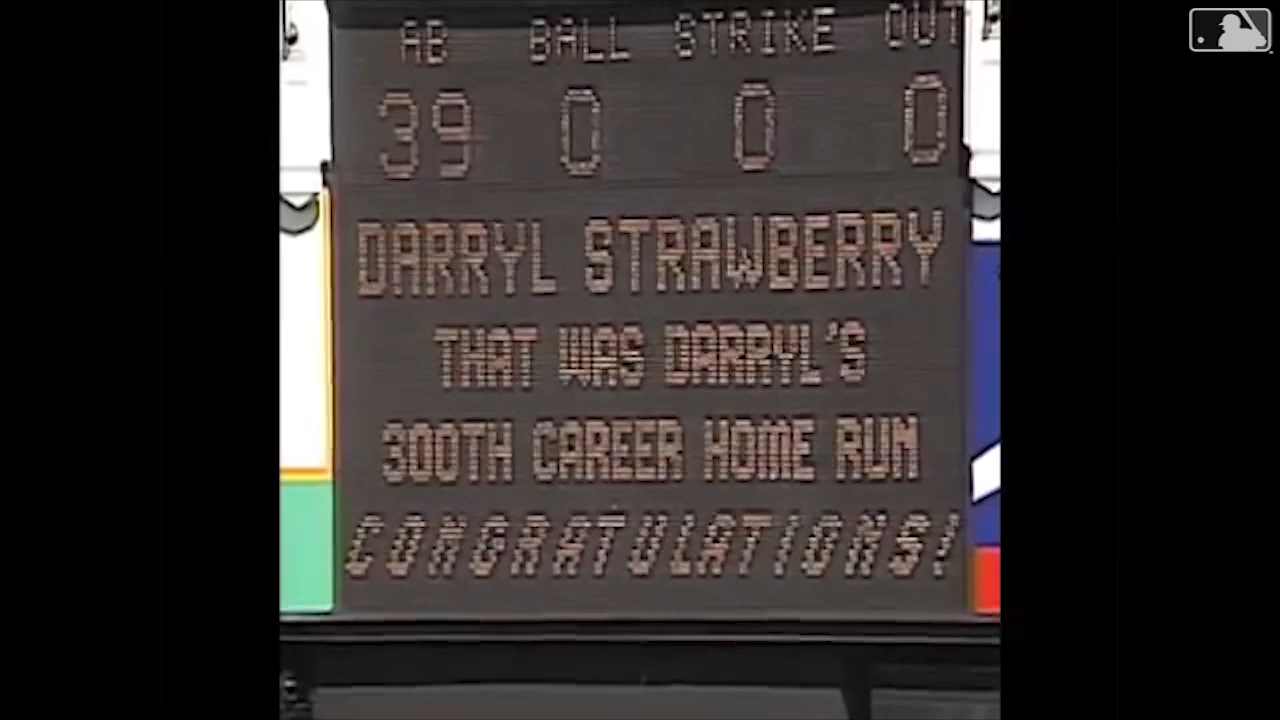 AB BALL STRIKE OUT
39 0 0 0
DARRYL STRAWBERRY
THAT WAS DARRYL'S
300TH CAREER HOME RUN
CONGRATULATIONS!